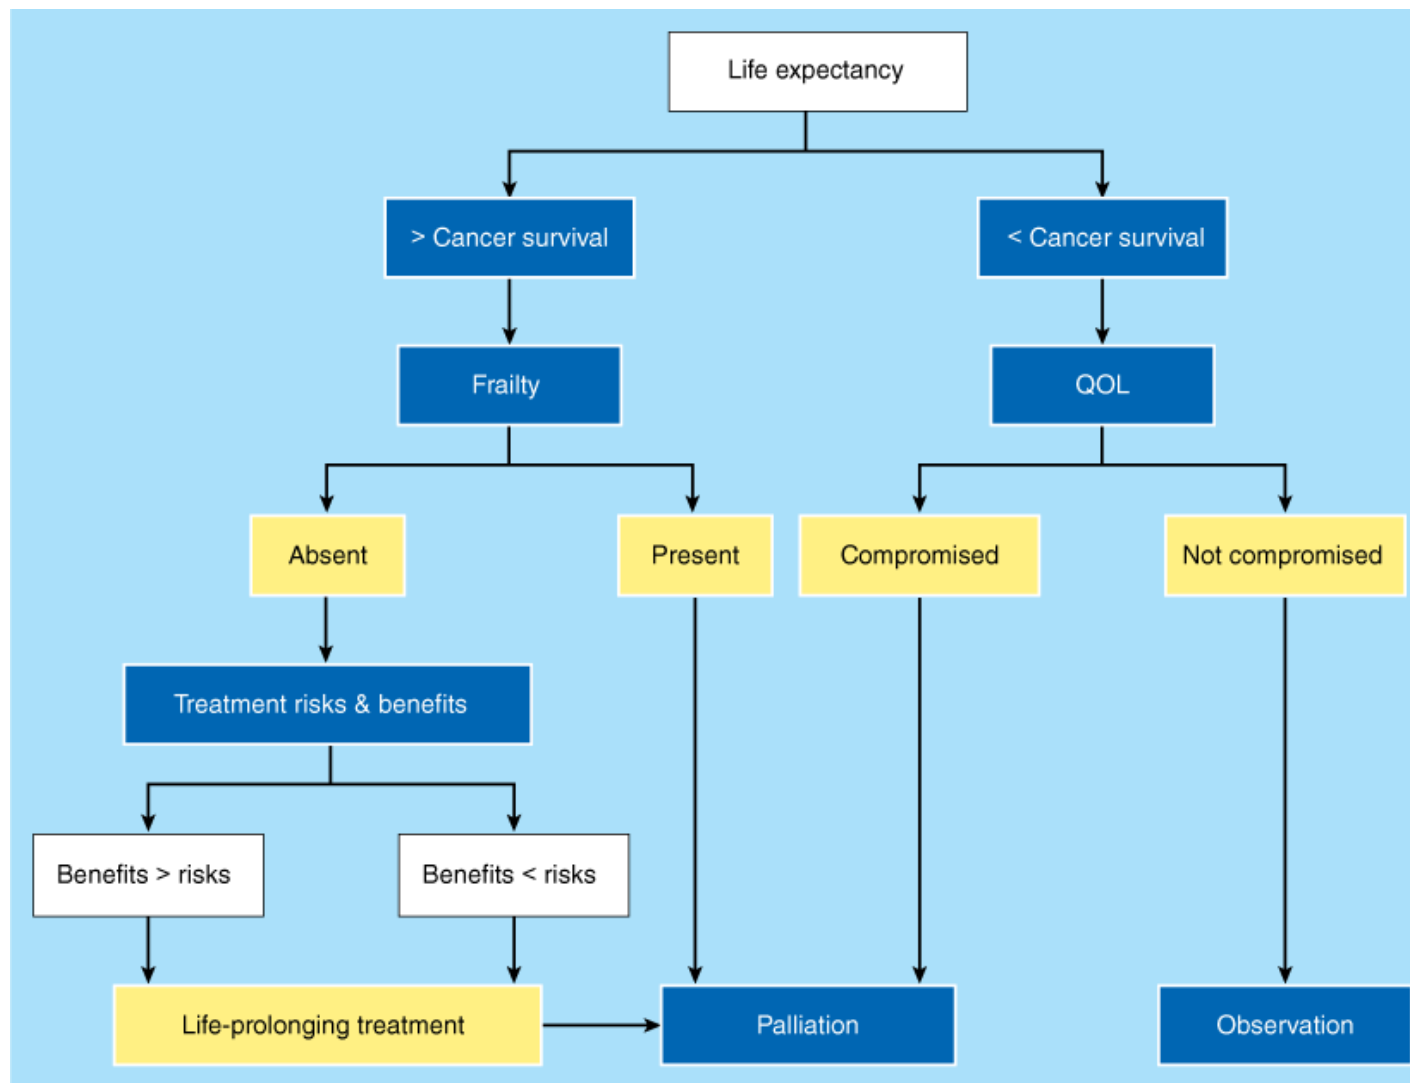 Life expectancy
> Cancer survival
< Cancer survival
Frailty
QOL
Absent
Present
Compromised
Not compromised
Treatment risks & benefits
Benefits > risks
Benefits < risks
Life-prolonging treatment
Palliation
Observation